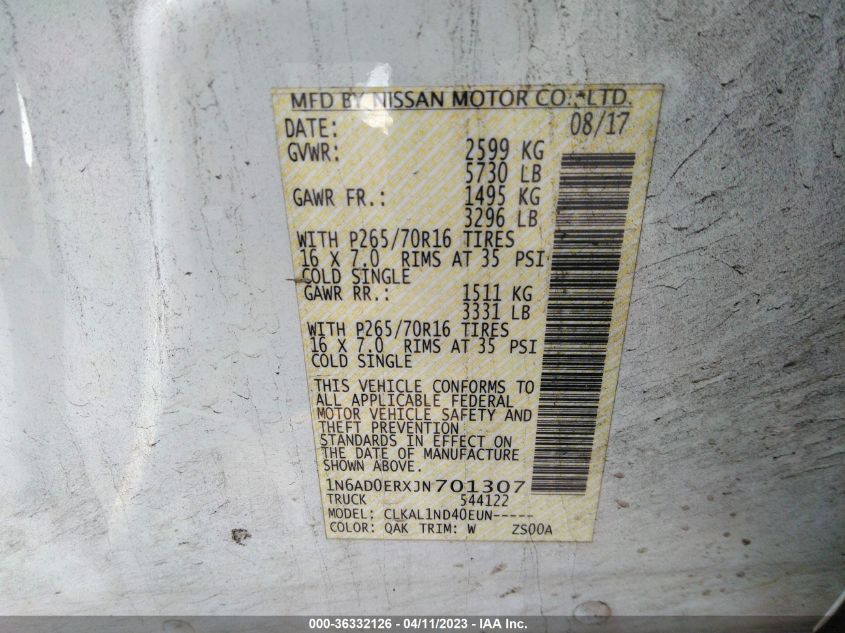 MFD BY NISSAN MOTOR CO., LTD.
DATE: 08/17
GVWR: 2599 KG
5730 LB
GAWR FR.: 1495 KG
3296 LB
WITH P265/70R16 TIRES
16 X 7.0 RIMS AT 35 PSI
COLD SINGLE
GAWR RR.: 1511 KG
3331 LB
WITH P265/70R16 TIRES
16 X 7.0 RIMS AT 35 PSI
COLD SINGLE
THIS VEHICLE CONFORMS TO
ALL APPLICABLE FEDERAL
MOTOR VEHICLE SAFETY AND
THEFT PREVENTION
STANDARDS IN EFFECT ON
THE DATE OF MANUFACTURE
SHOWN ABOVE.
1N6AD0ERXJN701307
TRUCK 544122
MODEL: CLKAL1ND40EUN-----
COLOR: QAK TRIM: W ZS00A
000-36332126 - 04/11/2023 - IAA Inc.